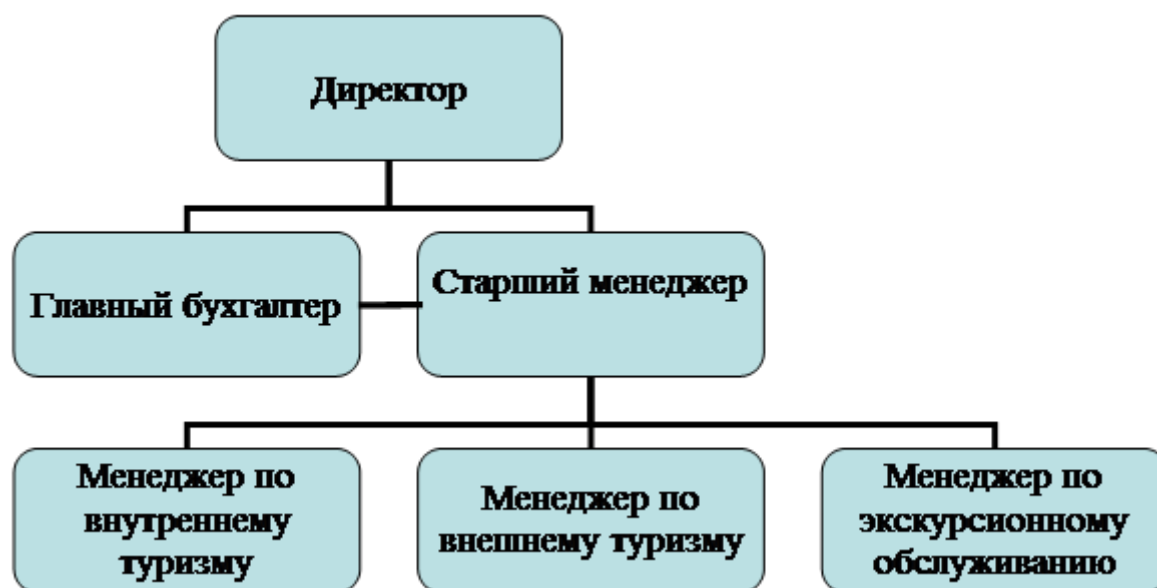 Директор
Главный бухгалтер
Старший менеджер
Менеджер по
внутреннему
туризму
Менеджер по
внешнему туризму
Менеджер по
экскурсионному
обслуживанию